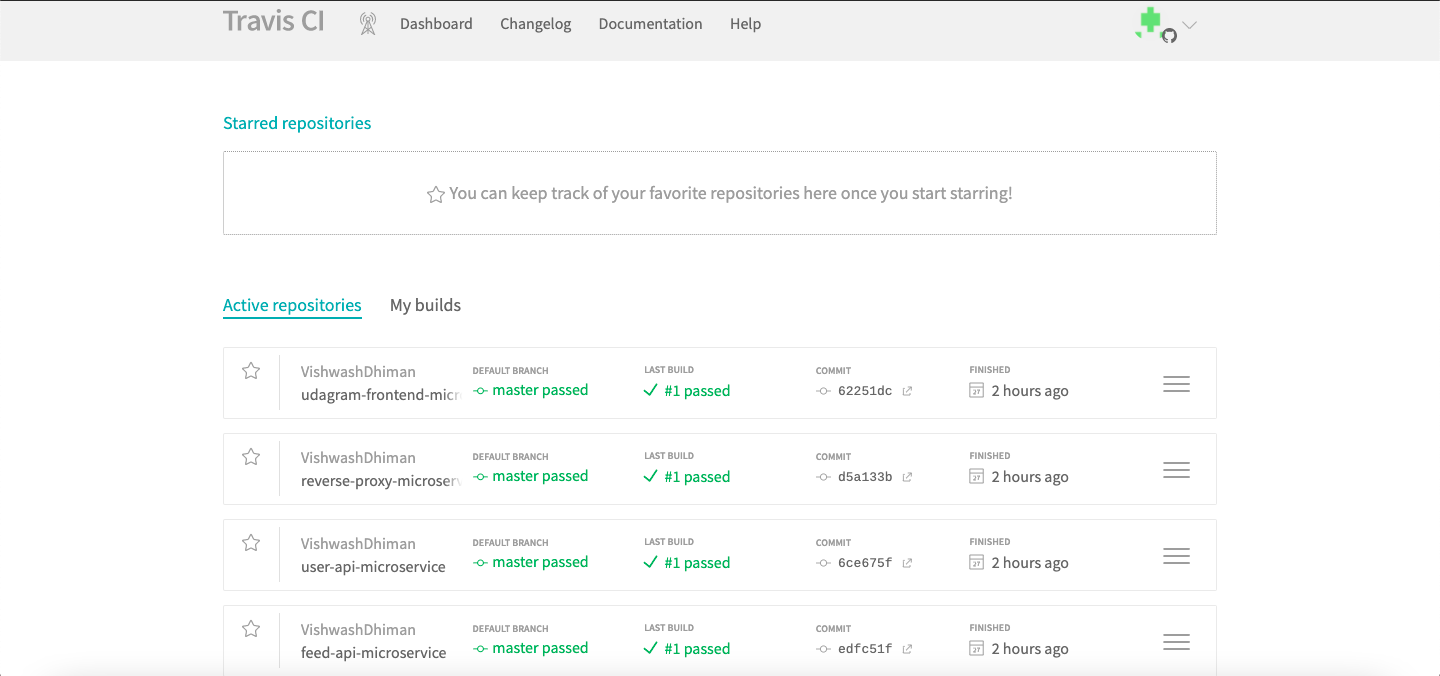 Travis CI Dashboard Changelog Documentation Help
Starred repositories
You can keep track of your favorite repositories here once you start starring!
Active repositories My builds
VishwashDhiman DEFAULT BRANCH LAST BUILD COMMIT FINISHED
udagram-frontend-micr master passed #1 passed 62251dc 2 hours ago
VishwashDhiman DEFAULT BRANCH LAST BUILD COMMIT FINISHED
reverse-proxy-microserv master passed #1 passed d5a133b 2 hours ago
VishwashDhiman DEFAULT BRANCH LAST BUILD COMMIT FINISHED
user-api-microservice master passed #1 passed 6ce675f 2 hours ago
VishwashDhiman DEFAULT BRANCH LAST BUILD COMMIT FINISHED
feed-api-microservice master passed #1 passed edfc51f 2 hours ago